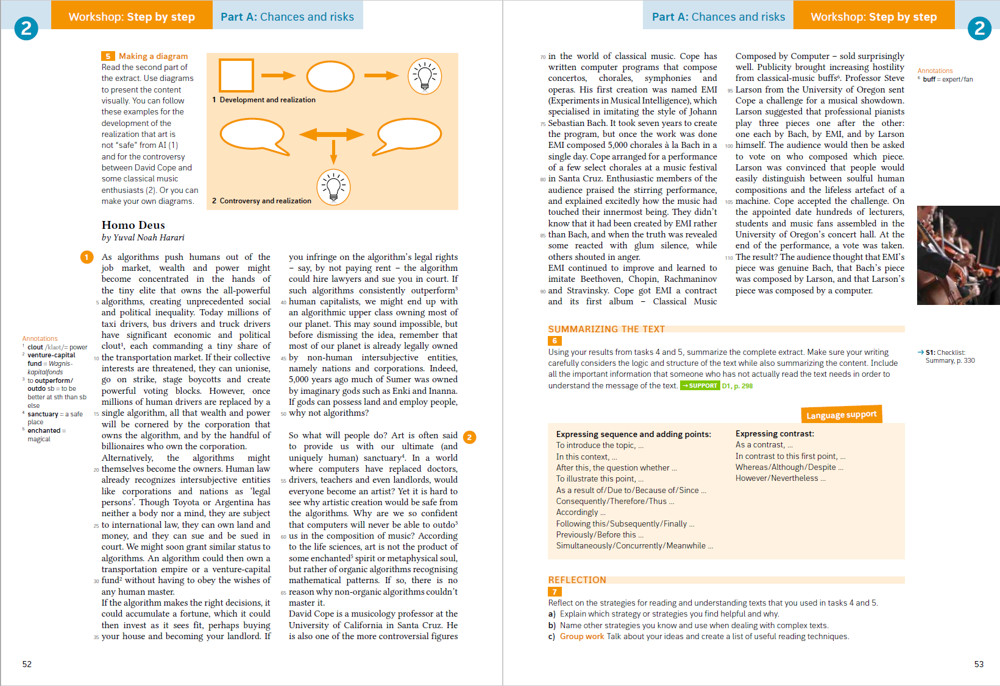 2
Workshop: Step by step
Part A: Chances and risks
5 Making a diagram
Read the second part of
the extract. Use diagrams
to present the content
visually. You can follow
these examples for the
development of the
realization that art is
not “safe” from AI (1)
and for the controversy
between David Cope and
some classical music
enthusiasts (2). Or you can
make your own diagrams.
1 Development and realization
2 Controversy and realization
Homo Deus
by Yuval Noah Harari
Annotations
1 clout /klaʊt/= power
2 venture-capital
fund = Wagnis-
kapitalfonds
3 to outperform/
outdo sb = to be
better at sth than sb
else
4 sanctuary = a safe
place
5 enchanted =
magical
1
As algorithms push humans out of the
job market, wealth and power might
become concentrated in the hands of
the tiny elite that owns the all-powerful
5 algorithms, creating unprecedented social
and political inequality. Today millions of
taxi drivers, bus drivers and truck drivers
have significant economic and political
clout¹, each commanding a tiny share of
10 the transportation market. If their collective
interests are threatened, they can unionise,
go on strike, stage boycotts and create
powerful voting blocks. However, once
millions of human drivers are replaced by a
15 single algorithm, all that wealth and power
will be cornered by the corporation that
owns the algorithm, and by the handful of
billionaires who own the corporation.
Alternatively, the algorithms might
20 themselves become the owners. Human law
already recognizes intersubjective entities
like corporations and nations as ‘legal
persons’. Though Toyota or Argentina has
neither a body nor a mind, they are subject
25 to international law, they can own land and
money, and they can sue and be sued in
court. We might soon grant similar status to
algorithms. An algorithm could then own a
transportation empire or a venture-capital
30 fund² without having to obey the wishes of
any human master.
If the algorithm makes the right decisions, it
could accumulate a fortune, which it could
then invest as it sees fit, perhaps buying
35 your house and becoming your landlord. If
you infringe on the algorithm’s legal rights
– say, by not paying rent – the algorithm
could hire lawyers and sue you in court. If
such algorithms consistently outperform³
40 human capitalists, we might end up with
an algorithmic upper class owning most of
our planet. This may sound impossible, but
before dismissing the idea, remember that
most of our planet is already legally owned
45 by non-human intersubjective entities,
namely nations and corporations. Indeed,
5,000 years ago much of Sumer was owned
by imaginary gods such as Enki and Inanna.
If gods can possess land and employ people,
50 why not algorithms?
2
So what will people do? Art is often said
to provide us with our ultimate (and
uniquely human) sanctuary⁴. In a world
where computers have replaced doctors,
55 drivers, teachers and even landlords, would
everyone become an artist? Yet it is hard to
see why artistic creation would be safe from
the algorithms. Why are we so confident
that computers will never be able to outdo³
60 us in the composition of music? According
to the life sciences, art is not the product of
some enchanted⁵ spirit or metaphysical soul,
but rather of organic algorithms recognising
mathematical patterns. If so, there is no
65 reason why non-organic algorithms couldn’t
master it.
David Cope is a musicology professor at the
University of California in Santa Cruz. He
is also one of the more controversial figures
52
Part A: Chances and risks
Workshop: Step by step
2
70 in the world of classical music. Cope has
written computer programs that compose
concertos, chorales, symphonies and
operas. His first creation was named EMI
(Experiments in Musical Intelligence), which
specialised in imitating the style of Johann
75 Sebastian Bach. It took seven years to create
the program, but once the work was done
EMI composed 5,000 chorales à la Bach in a
single day. Cope arranged for a performance
of a few select chorales at a music festival
80 in Santa Cruz. Enthusiastic members of the
audience praised the stirring performance,
and explained excitedly how the music had
touched their innermost being. They didn’t
know that it had been created by EMI rather
85 than Bach, and when the truth was revealed
some reacted with glum silence, while
others shouted in anger.
EMI continued to improve and learned to
imitate Beethoven, Chopin, Rachmaninov
90 and Stravinsky. Cope got EMI a contract
and its first album – Classical Music
Composed by Computer – sold surprisingly
well. Publicity brought increasing hostility
from classical-music buffs⁶. Professor Steve
95 Larson from the University of Oregon sent
Cope a challenge for a musical showdown.
Larson suggested that professional pianists
play three pieces one after the other:
one each by Bach, by EMI, and by Larson
100 himself. The audience would then be asked
to vote on who composed which piece.
Larson was convinced that people would
easily distinguish between soulful human
compositions and the lifeless artefact of a
105 machine. Cope accepted the challenge. On
the appointed date hundreds of lecturers,
students and music fans assembled in the
University of Oregon’s concert hall. At the
end of the performance, a vote was taken.
110 The result? The audience thought that EMI’s
piece was genuine Bach, that Bach’s piece
was composed by Larson, and that Larson’s
piece was composed by a computer.
Annotations
6 buff = expert/fan
SUMMARIZING THE TEXT
6
Using your results from tasks 4 and 5, summarize the complete extract. Make sure your writing
carefully considers the logic and structure of the text while also summarizing the content. Include
all the important information that someone who has not actually read the text needs in order to
understand the message of the text. → SUPPORT D1, p. 298
→ S1: Checklist:
Summary, p. 330
Language support
Expressing sequence and adding points:
To introduce the topic, ...
In this context, ...
After this, the question whether ...
To illustrate this point, ...
As a result of/Due to/Because of/Since ...
Consequently/Therefore/Thus ...
Accordingly ...
Following this/Subsequently/Finally ...
Previously/Before this ...
Simultaneously/Concurrently/Meanwhile ...
Expressing contrast:
As a contrast, ...
In contrast to this first point, ...
Whereas/Although/Despite ...
However/Nevertheless ...
REFLECTION
7
Reflect on the strategies for reading and understanding texts that you used in tasks 4 and 5.
a) Explain which strategy or strategies you find helpful and why.
b) Name other strategies you know and use when dealing with complex texts.
c) Group work Talk about your ideas and create a list of useful reading techniques.
53